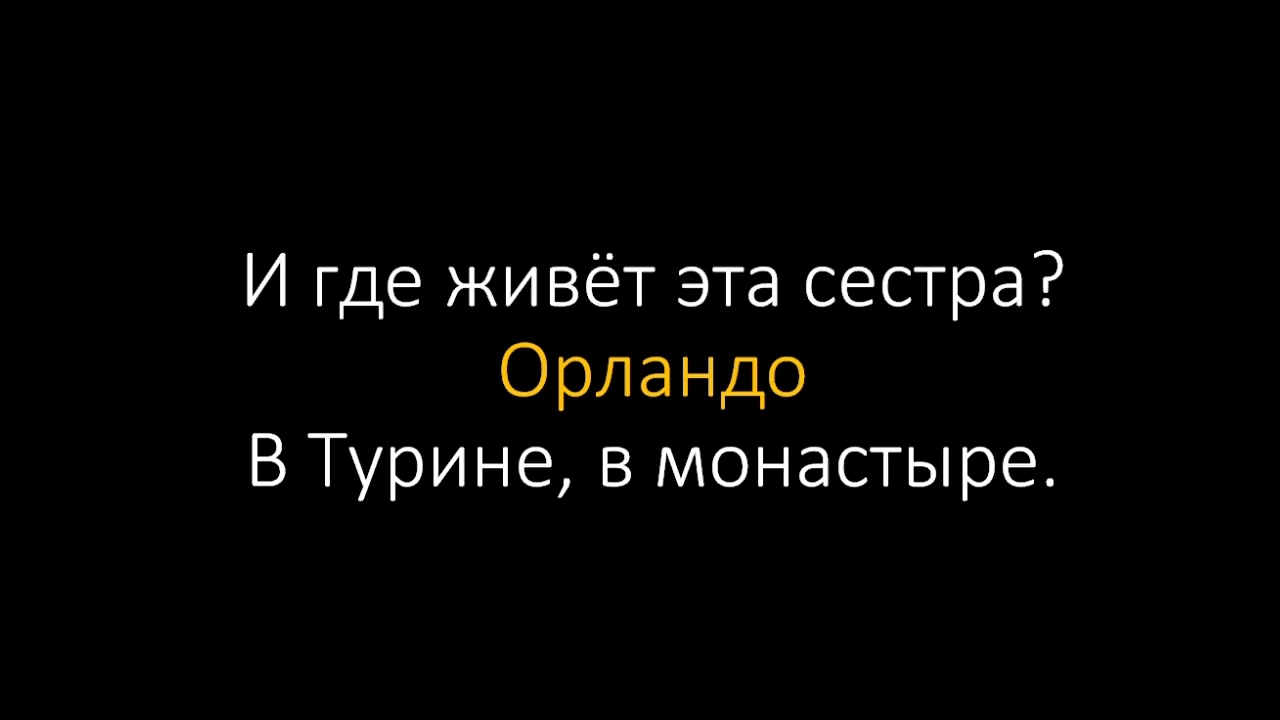 И где живёт эта сестра?
Орландо
В Турине, в монастыре.